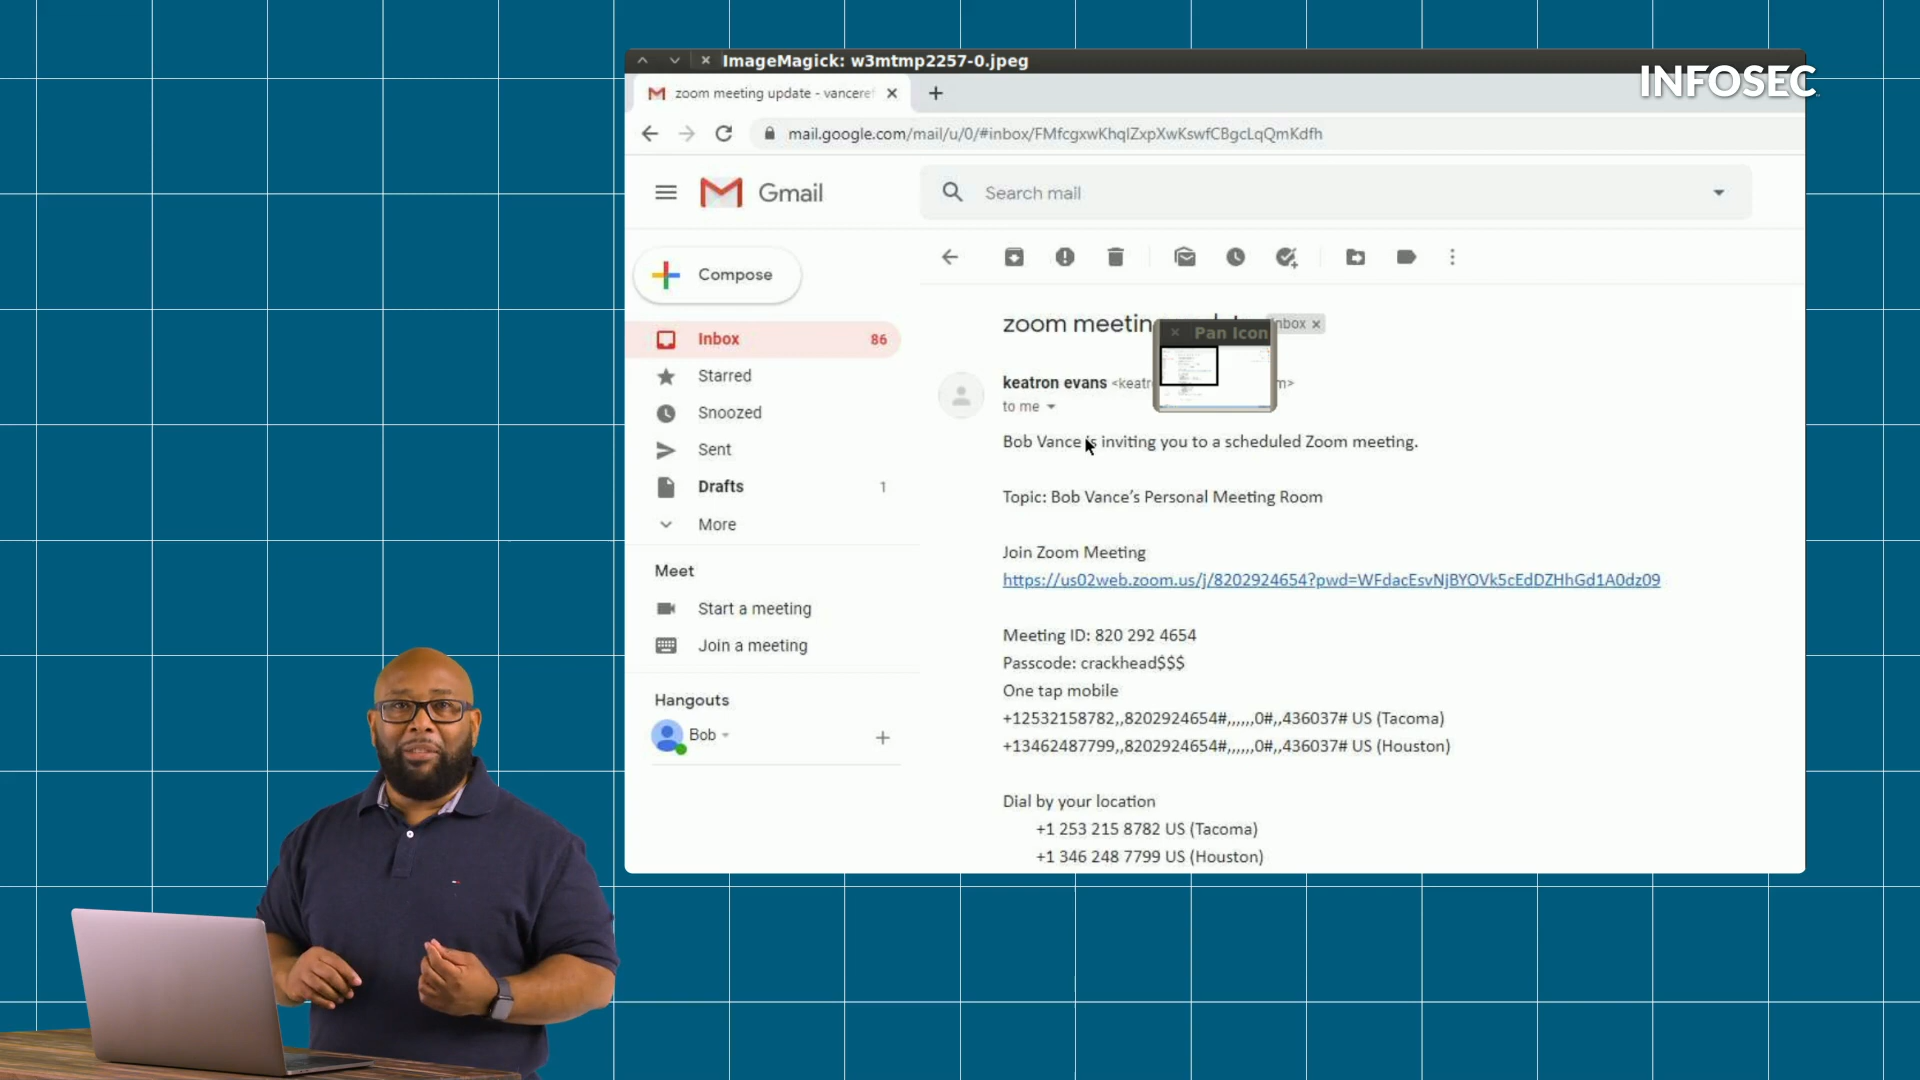 ImageMagick: w3mtmp2257-0.jpeg
INFOSEC
zoom meeting update - vanceref
mail.google.com/mail/u/0/#inbox/FMfcgxwKhqlZxpXwKswfCBgcLqQmKdfh
Gmail
Search mail
Compose
Inbox 86
Starred
Snoozed
Sent
Drafts 1
More
Meet
Start a meeting
Join a meeting
Hangouts
Bob
zoom meetin
Inbox
Pan Icon
keatron evans <keatr m>
to me
Bob Vance is inviting you to a scheduled Zoom meeting.
Topic: Bob Vance's Personal Meeting Room
Join Zoom Meeting
https://us02web.zoom.us/j/8202924654?pwd=WFdacEsvNjBYOVk5cEdDZHhGd1A0dz09
Meeting ID: 820 292 4654
Passcode: crackhead$$$
One tap mobile
+12532158782,,8202924654#,,,,,,0#,,436037# US (Tacoma)
+13462487799,,8202924654#,,,,,,0#,,436037# US (Houston)
Dial by your location
+1 253 215 8782 US (Tacoma)
+1 346 248 7799 US (Houston)